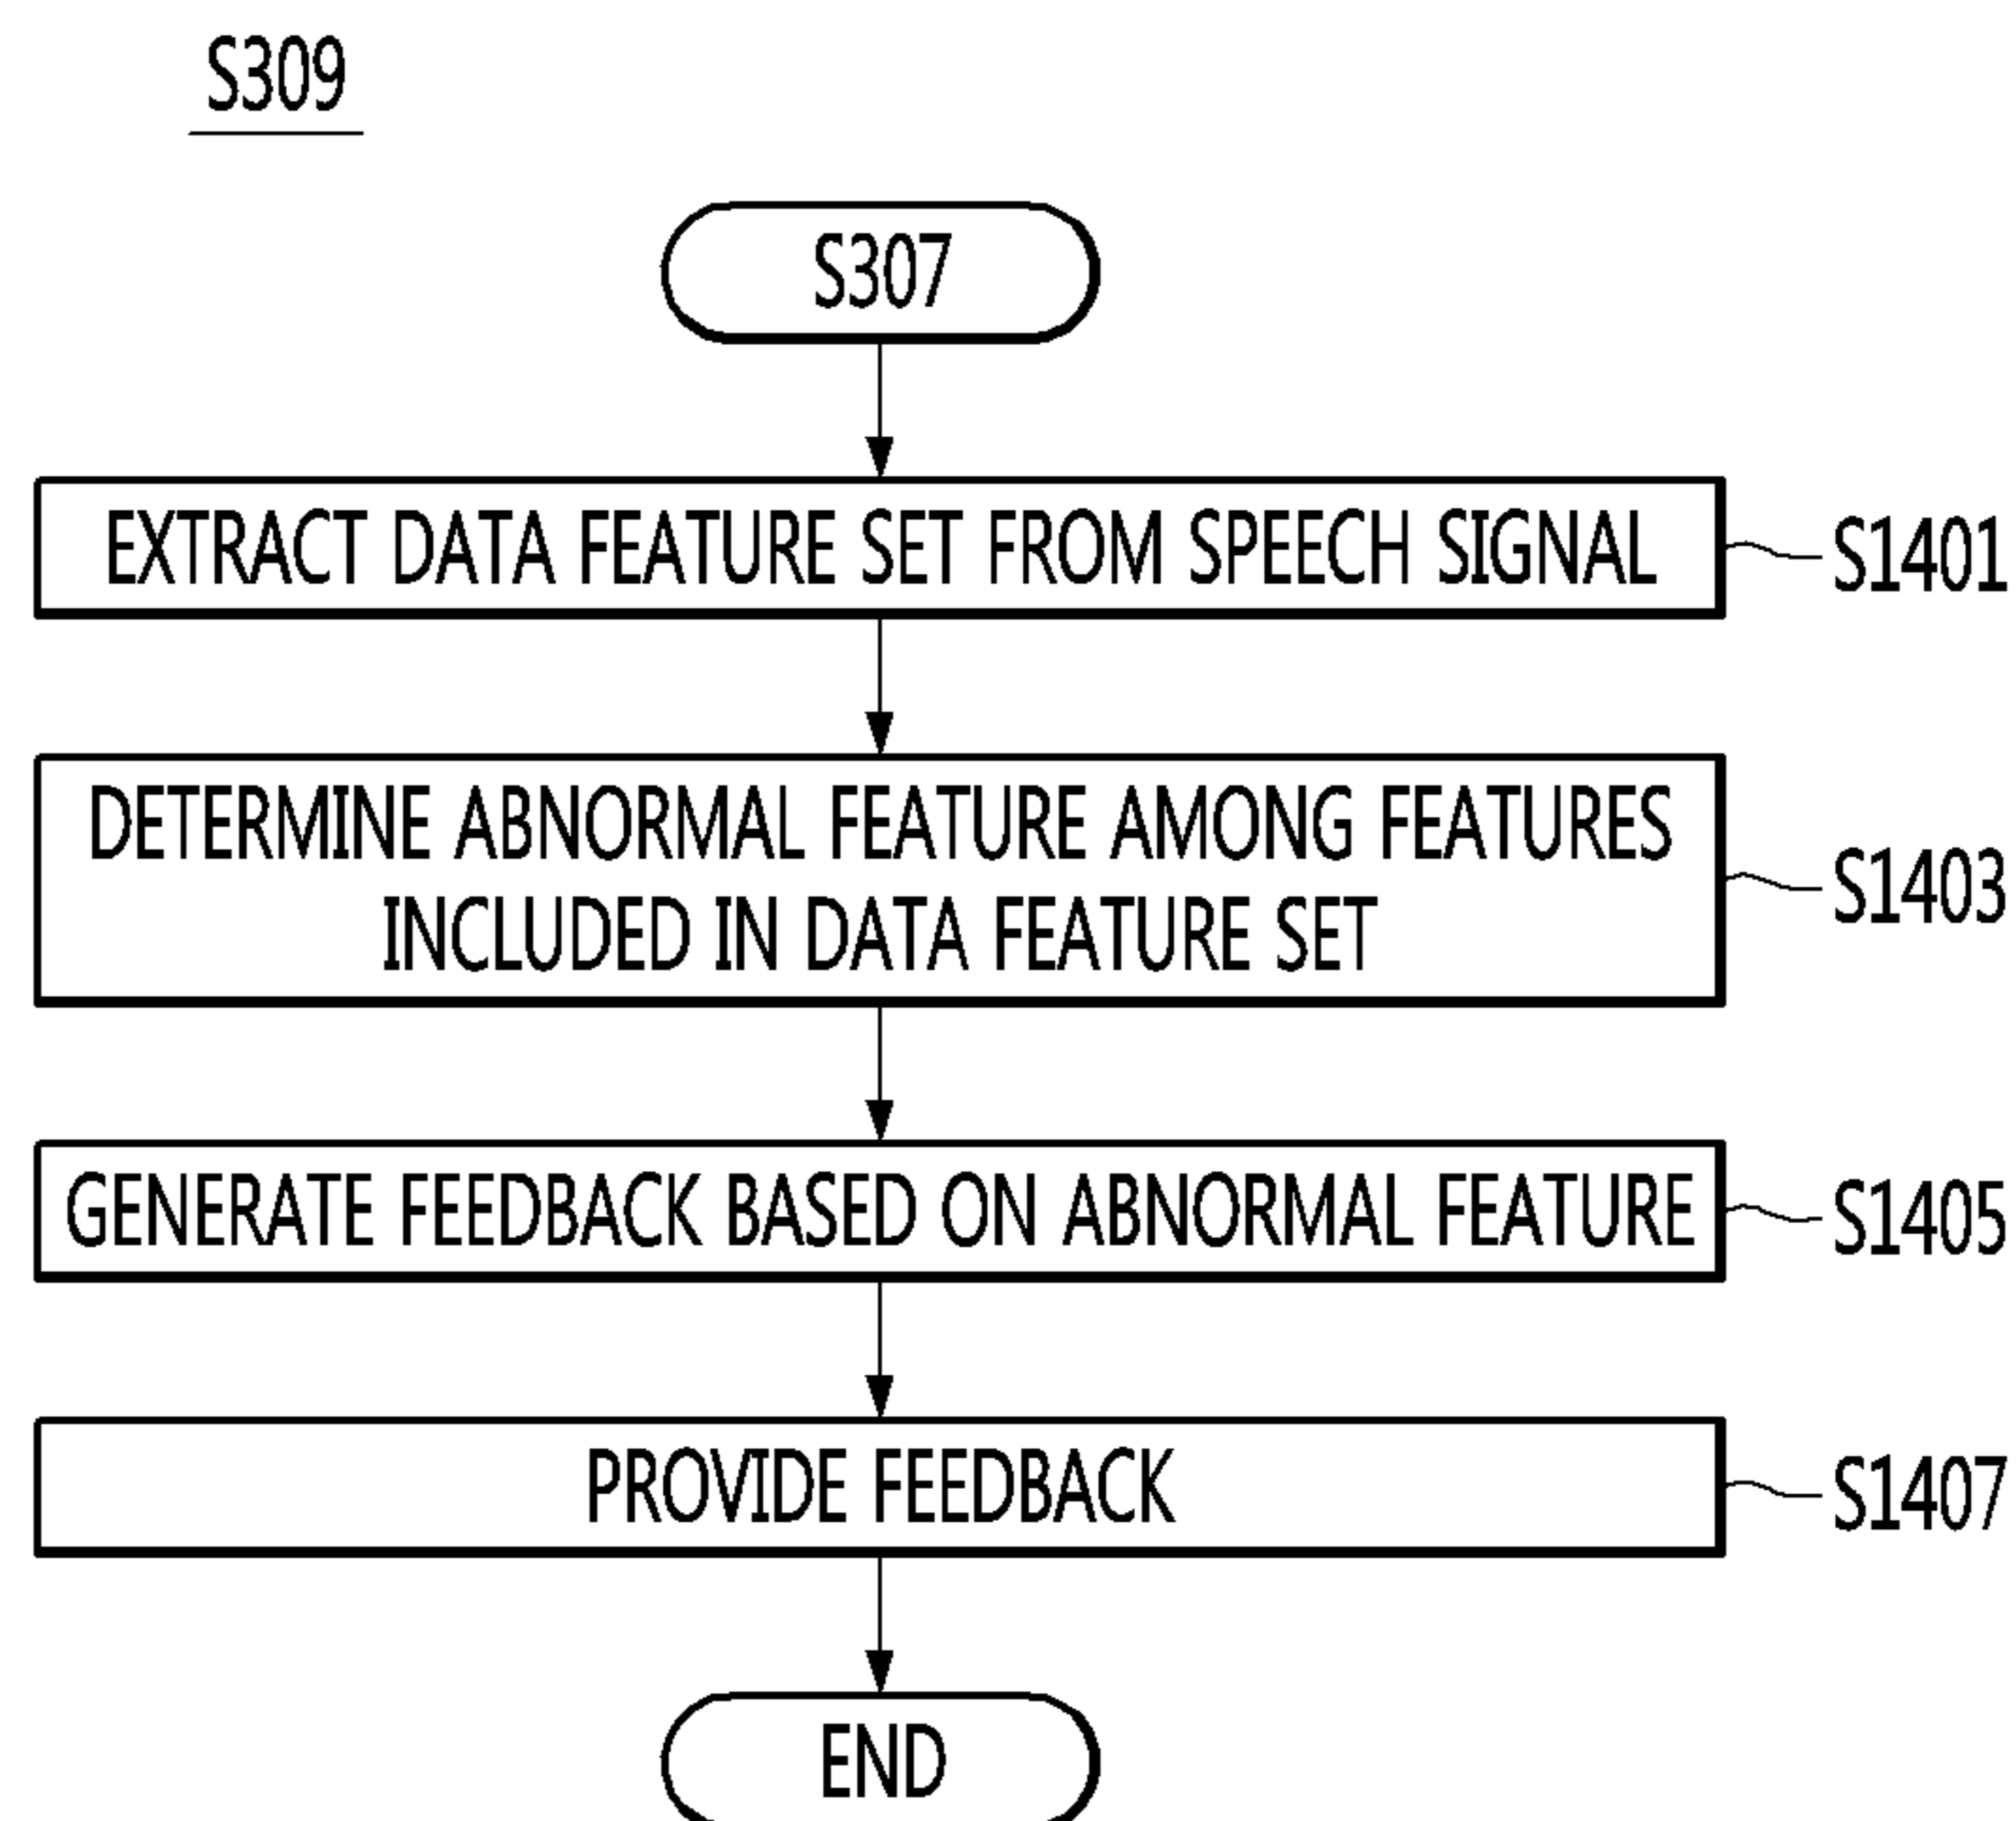 S309
S307
EXTRACT DATA FEATURE SET FROM SPEECH SIGNAL
S1401
DETERMINE ABNORMAL FEATURE AMONG FEATURES
INCLUDED IN DATA FEATURE SET
S1403
GENERATE FEEDBACK BASED ON ABNORMAL FEATURE
S1405
PROVIDE FEEDBACK
S1407
END